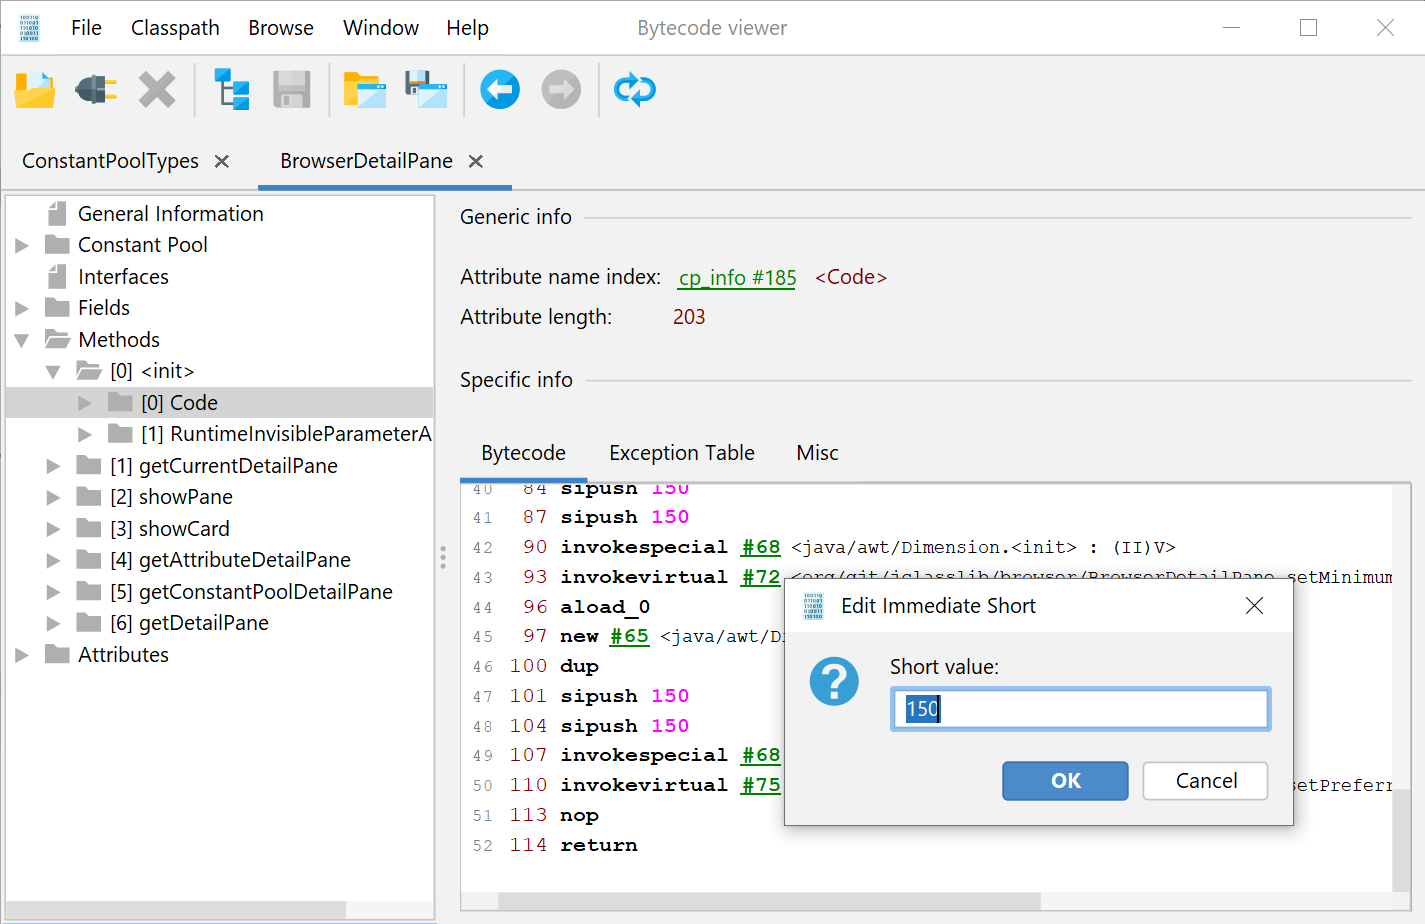 File Classpath Browse Window Help Bytecode viewer
ConstantPoolTypes BrowserDetailPane
General Information
Constant Pool
Interfaces
Fields
Methods
[0] <init>
[0] Code
[1] RuntimeInvisibleParameterA
[1] getCurrentDetailPane
[2] showPane
[3] showCard
[4] getAttributeDetailPane
[5] getConstantPoolDetailPane
[6] getDetailPane
Attributes
Generic info
Attribute name index: cp_info #185 <Code>
Attribute length: 203
Specific info
Bytecode Exception Table Misc
40 84 sipush 150
41 87 sipush 150
42 90 invokespecial #68 <java/awt/Dimension.<init> : (II)V>
43 93 invokevirtual #72 <org/gjt/jclasslib/browser/BrowserDetailPane.setMinimum
44 96 aload_0
45 97 new #65 <java/awt/Di
46 100 dup
47 101 sipush 150
48 104 sipush 150
49 107 invokespecial #68
50 110 invokevirtual #75 setPreferr
51 113 nop
52 114 return
Edit Immediate Short
Short value:
150
OK Cancel